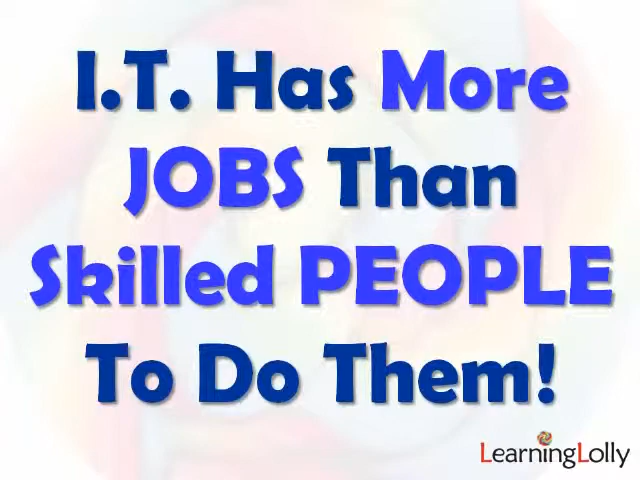 I.T. Has More
JOBS Than
Skilled PEOPLE
To Do Them!
LearningLolly